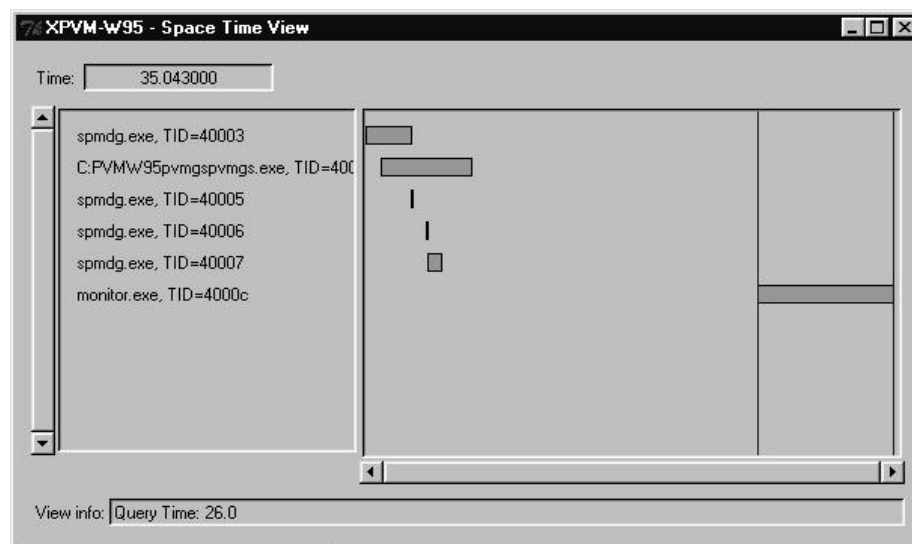 XPVM-W95 - Space Time View
Time: 35.043000
spmdg.exe, TID=40003
C:PVMW95pvmgspvmgs.exe, TID=400
spmdg.exe, TID=40005
spmdg.exe, TID=40006
spmdg.exe, TID=40007
monitor.exe, TID=4000c
View info: Query Time: 26.0